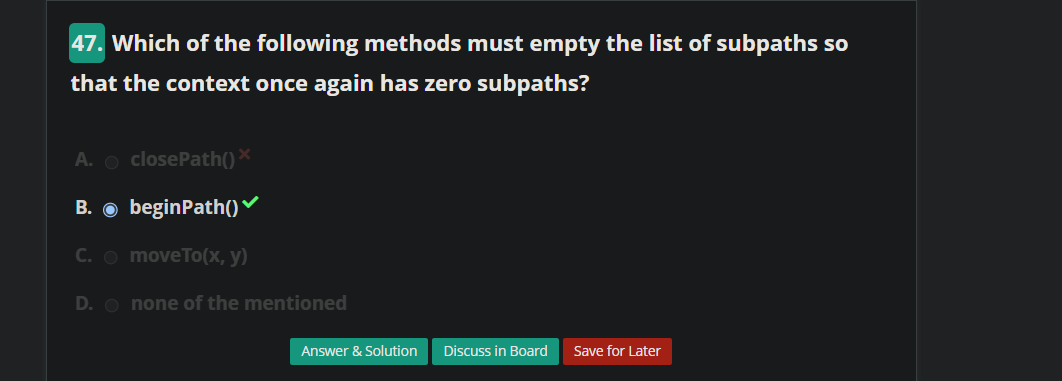 47. Which of the following methods must empty the list of subpaths so
that the context once again has zero subpaths?
A. closePath()
B. beginPath()
C. moveTo(x, y)
D. none of the mentioned
Answer & Solution Discuss in Board Save for Later